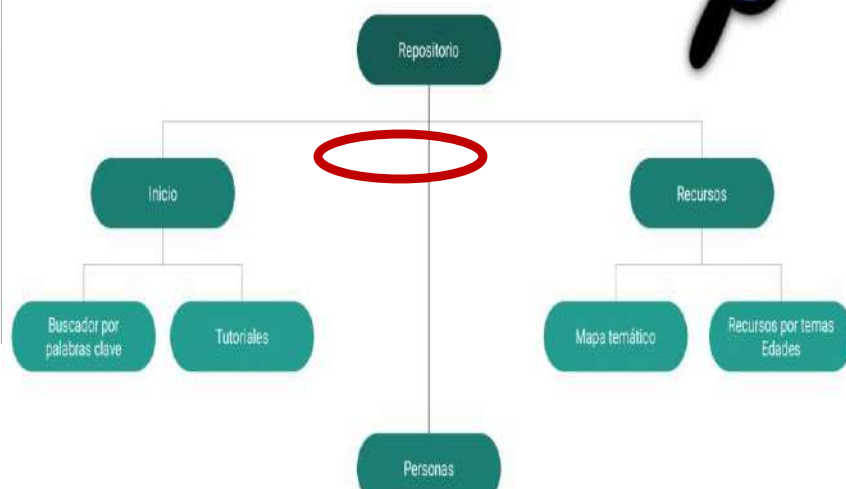 Repositorio
Inicio
Recursos
Buscador por
palabras clave
Tutoriales
Mapa temático
Recursos por temas
Edades
Personas